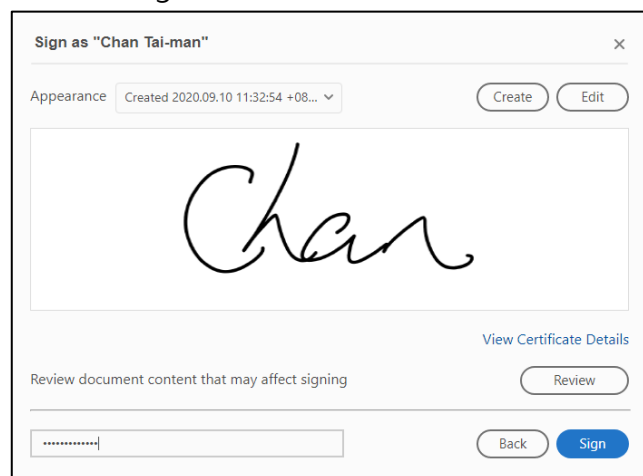 Sign as "Chan Tai-man" ×
Appearance Created 2020.09.10 11:32:54 +08... Create Edit
Chan
View Certificate Details
Review document content that may affect signing Review
•••••••••••••
Back Sign